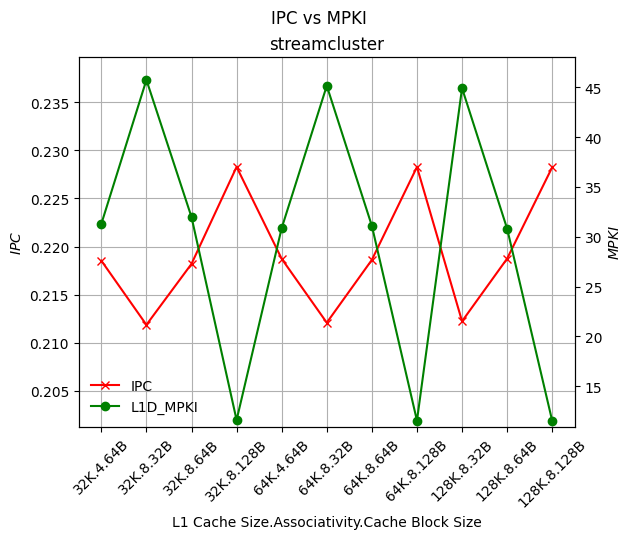 IPC vs MPKI
streamcluster
0.235
0.230
0.225
0.220
0.215
0.210
0.205
IPC
45
40
35
30
25
20
15
MPKI
IPC
L1D_MPKI
32K.4.64B
32K.8.32B
32K.8.64B
32K.8.128B
64K.4.64B
64K.8.32B
64K.8.64B
64K.8.128B
128K.8.32B
128K.8.64B
128K.8.128B
L1 Cache Size.Associativity.Cache Block Size